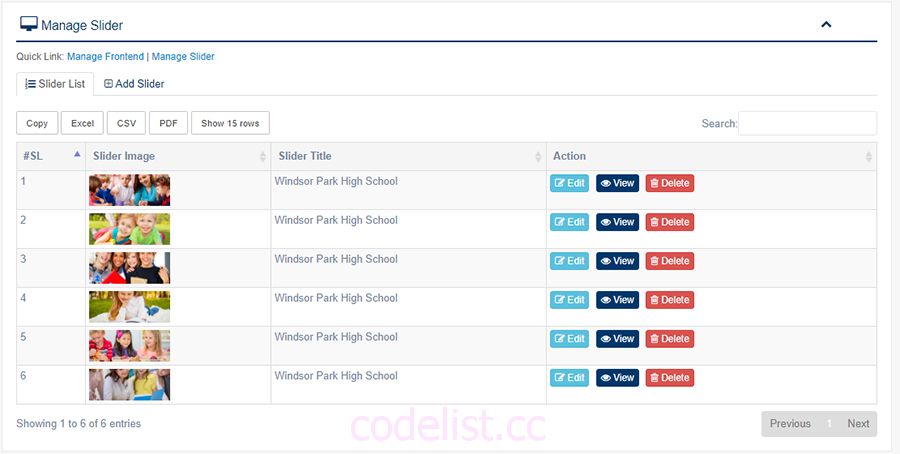 Manage Slider
Quick Link: Manage Frontend | Manage Slider
Slider List Add Slider
Copy Excel CSV PDF Show 15 rows Search:
#SL Slider Image Slider Title Action
1 Windsor Park High School Edit View Delete
2 Windsor Park High School Edit View Delete
3 Windsor Park High School Edit View Delete
4 Windsor Park High School Edit View Delete
5 Windsor Park High School Edit View Delete
6 Windsor Park High School Edit View Delete
Showing 1 to 6 of 6 entries Previous 1 Next
codelist.cc